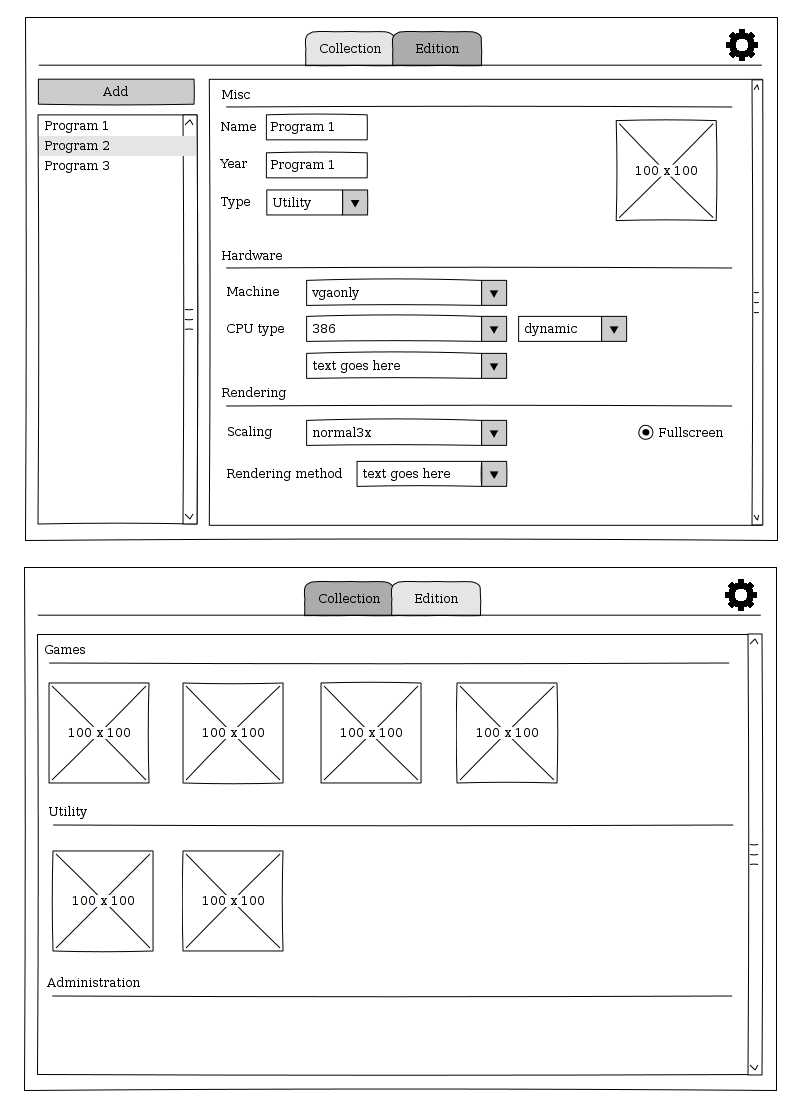 Collection Edition
Add
Program 1
Program 2
Program 3
Misc
Name Program 1
Year Program 1
Type Utility
100 x 100
Hardware
Machine vgaonly
CPU type 386 dynamic
text goes here
Rendering
Scaling normal3x Fullscreen
Rendering method text goes here
Collection Edition
Games
100 x 100 100 x 100 100 x 100 100 x 100
Utility
100 x 100 100 x 100
Administration